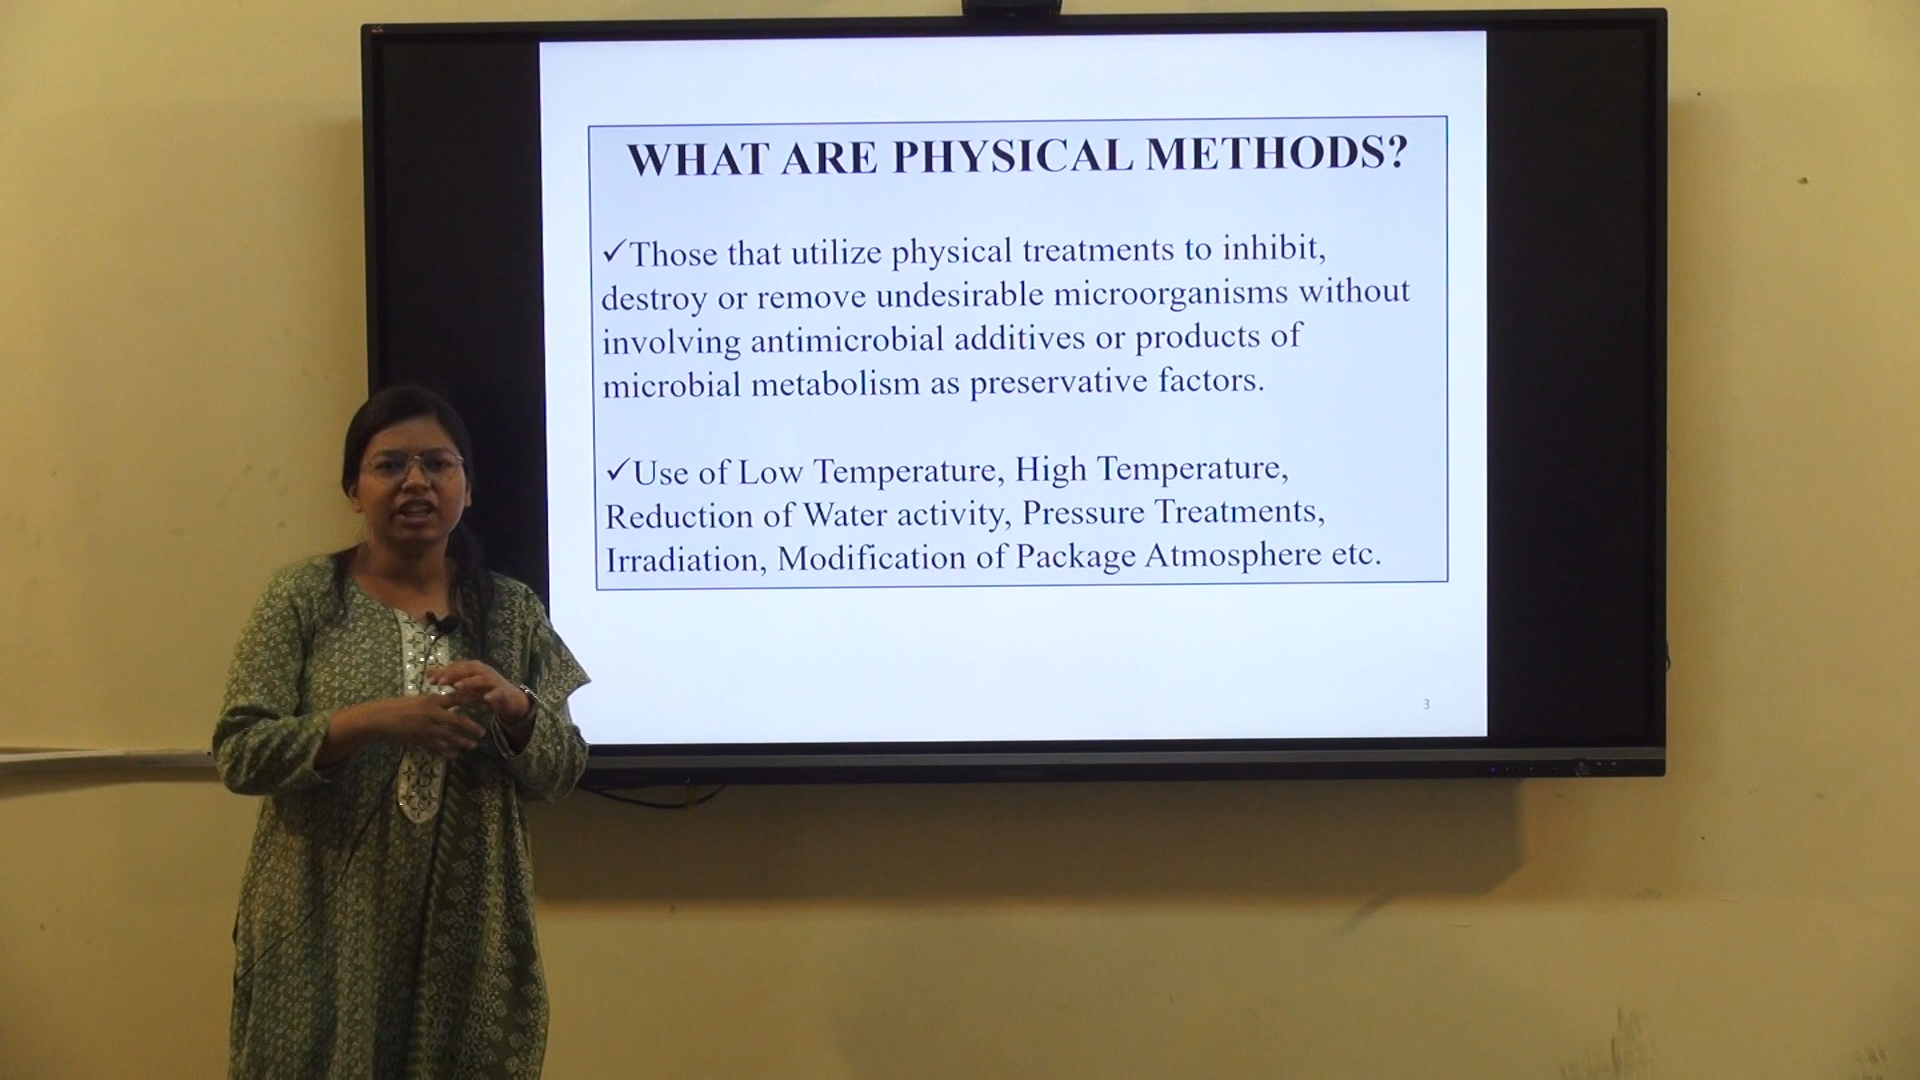 WHAT ARE PHYSICAL METHODS?
✓Those that utilize physical treatments to inhibit,
destroy or remove undesirable microorganisms without
involving antimicrobial additives or products of
microbial metabolism as preservative factors.
✓Use of Low Temperature, High Temperature,
Reduction of Water activity, Pressure Treatments,
Irradiation, Modification of Package Atmosphere etc.
3